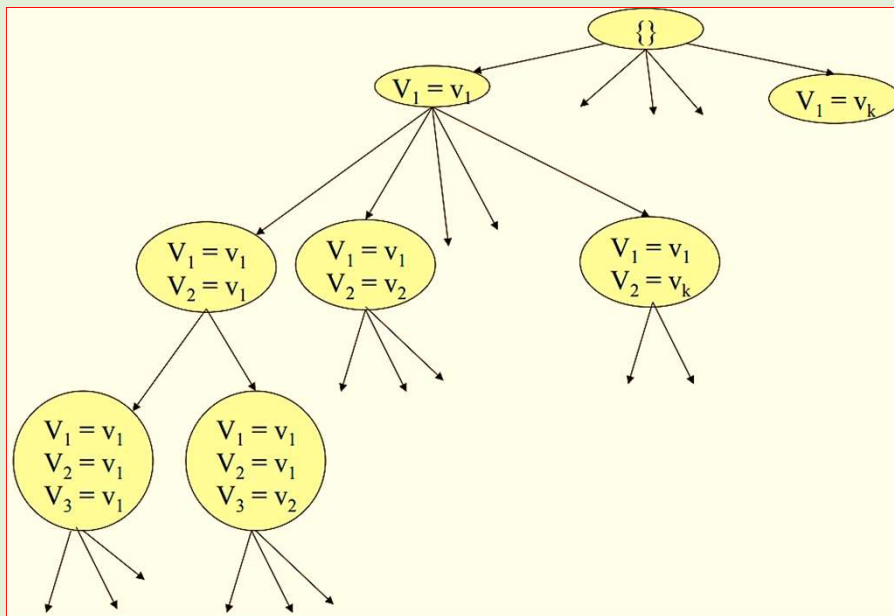 {}
V₁ = v₁
V₁ = vₖ
V₁ = v₁
V₂ = v₁
V₁ = v₁
V₂ = v₂
V₁ = v₁
V₂ = vₖ
V₁ = v₁
V₂ = v₁
V₃ = v₁
V₁ = v₁
V₂ = v₁
V₃ = v₂